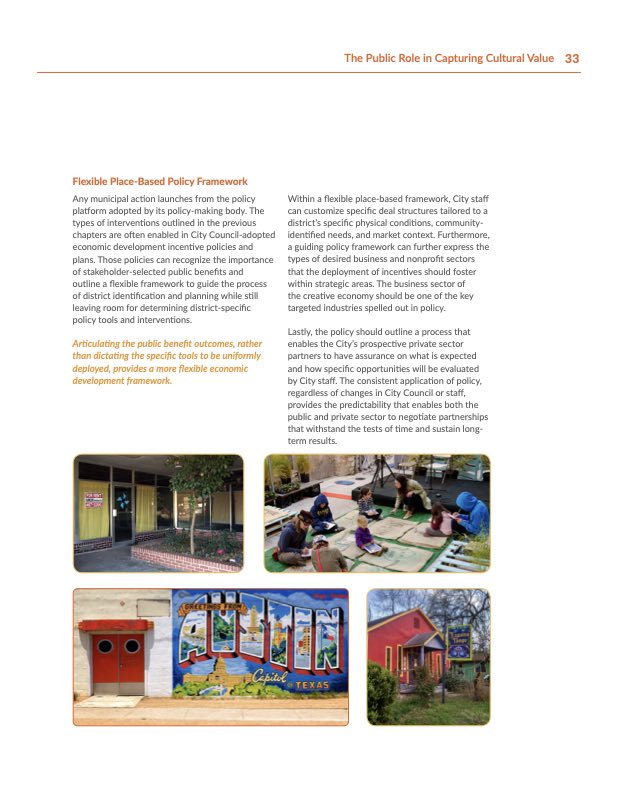 The Public Role in Capturing Cultural Value 33
Flexible Place-Based Policy Framework
Any municipal action launches from the policy
platform adopted by its policy-making body. The
types of interventions outlined in the previous
chapters are often enabled in City Council-adopted
economic development incentive policies and
plans. Those policies can recognize the importance
of stakeholder-selected public benefits and
outline a flexible framework to guide the process
of district identification and planning while still
leaving room for determining district-specific
policy tools and interventions.
Articulating the public benefit outcomes, rather
than dictating the specific tools to be uniformly
deployed, provides a more flexible economic
development framework.
Within a flexible place-based framework, City staff
can customize specific deal structures tailored to a
district's specific physical conditions, community-
identified needs, and market context. Furthermore,
a guiding policy framework can further express the
types of desired business and nonprofit sectors
that the deployment of incentives should foster
within strategic areas. The business sector of
the creative economy should be one of the key
targeted industries spelled out in policy.
Lastly, the policy should outline a process that
enables the City's prospective private sector
partners to have assurance on what is expected
and how specific opportunities will be evaluated
by City staff. The consistent application of policy,
regardless of changes in City Council or staff,
provides the predictability that enables both the
public and private sector to negotiate partnerships
that withstand the tests of time and sustain long-
term results.
FOR RENT
GREETINGS FROM
AUSTIN
Capitol OF TEXAS